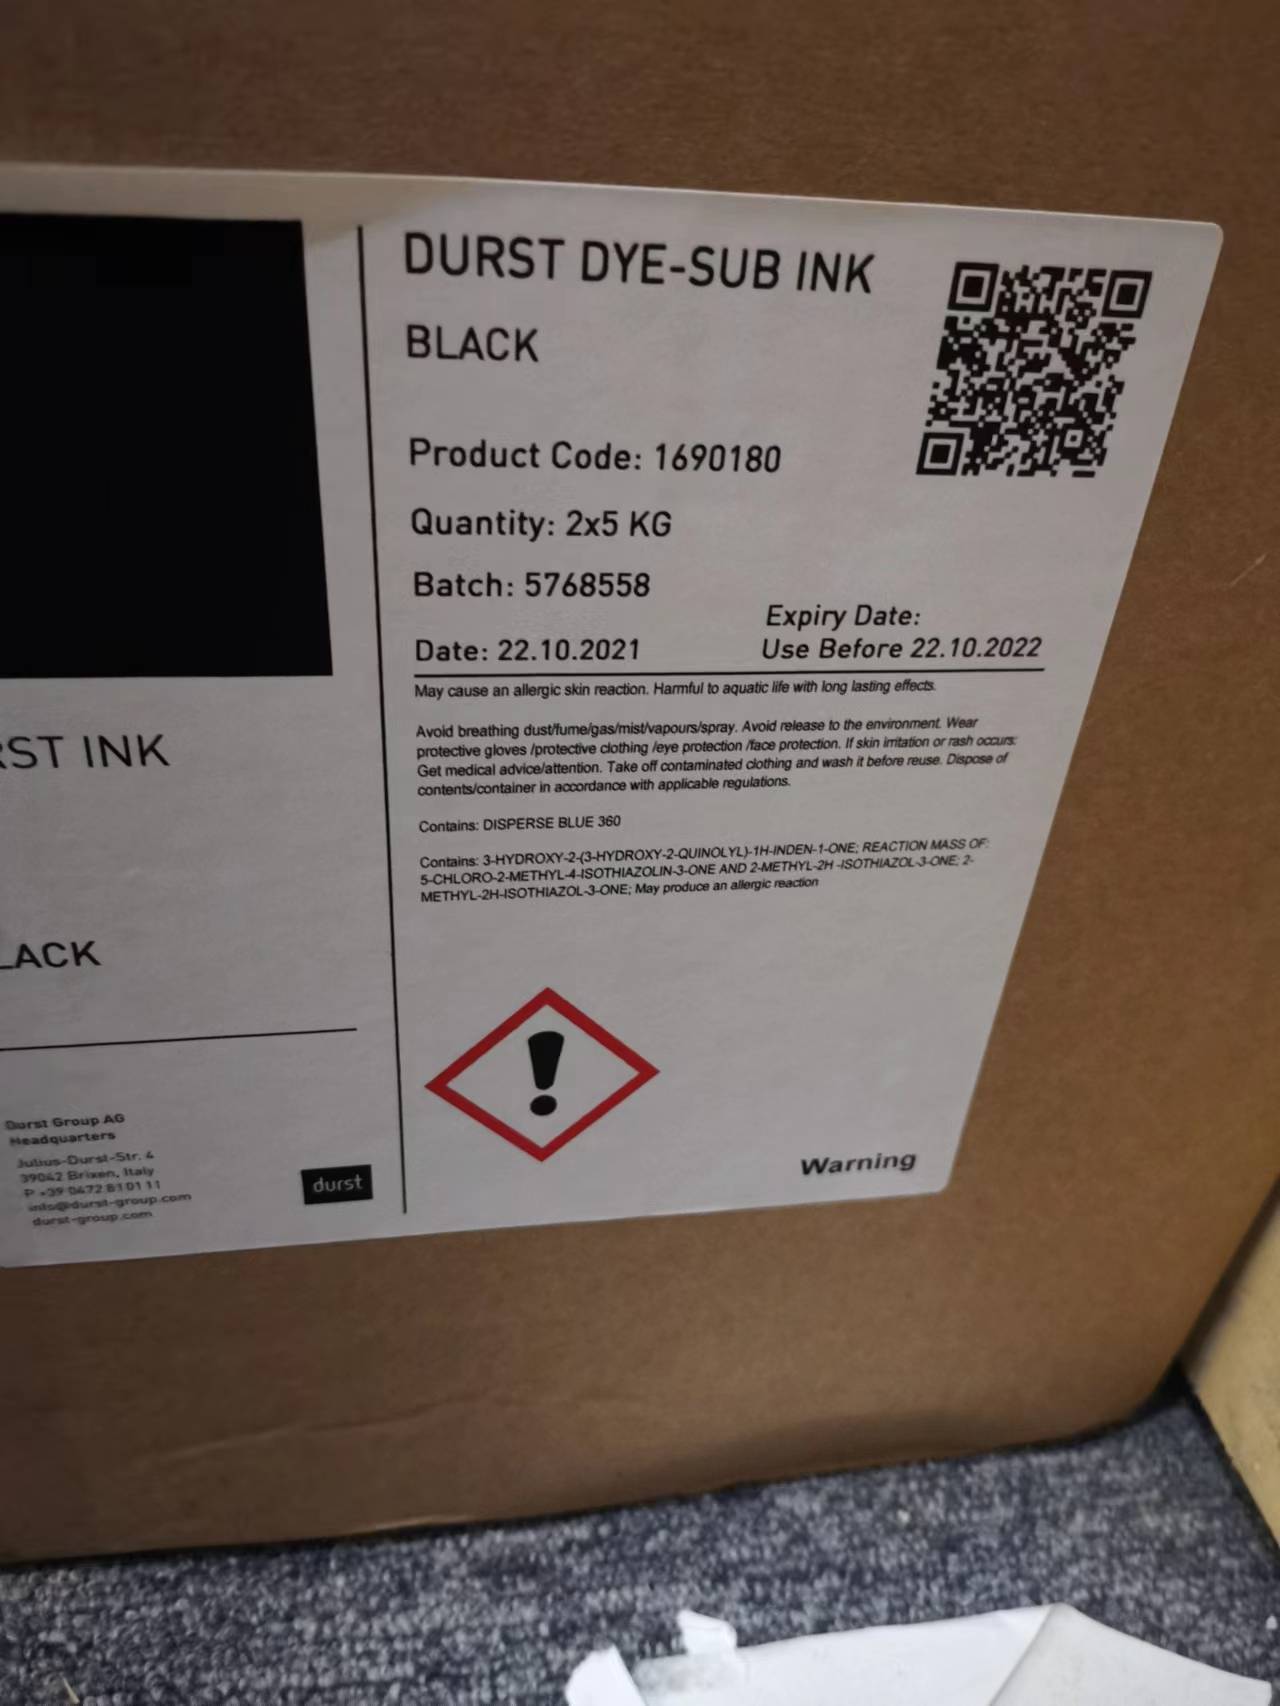 DURST DYE-SUB INK
BLACK
Product Code: 1690180
Quantity: 2x5 KG
Batch: 5768558
Expiry Date:
Date: 22.10.2021
Use Before 22.10.2022
May cause an allergic skin reaction. Harmful to aquatic life with long lasting effects.
Avoid breathing dust/fume/gas/mist/vapours/spray. Avoid release to the environment. Wear
protective gloves /protective clothing /eye protection /face protection. If skin irritation or rash occurs:
Get medical advice/attention. Take off contaminated clothing and wash it before reuse. Dispose of
contents/container in accordance with applicable regulations.
Contains: DISPERSE BLUE 360
Contains: 3-HYDROXY-2-(3-HYDROXY-2-QUINOLYL)-1H-INDEN-1-ONE; REACTION MASS OF:
5-CHLORO-2-METHYL-4-ISOTHIAZOLIN-3-ONE AND 2-METHYL-2H -ISOTHIAZOL-3-ONE; 2-
METHYL-2H-ISOTHIAZOL-3-ONE; May produce an allergic reaction
Warning
RST INK
LACK
Durst Group AG
Headquarters
Julius-Durst-Str. 4
39042 Brixen, Italy
P +39 0472 810111
info@durst-group.com
durst-group.com
durst